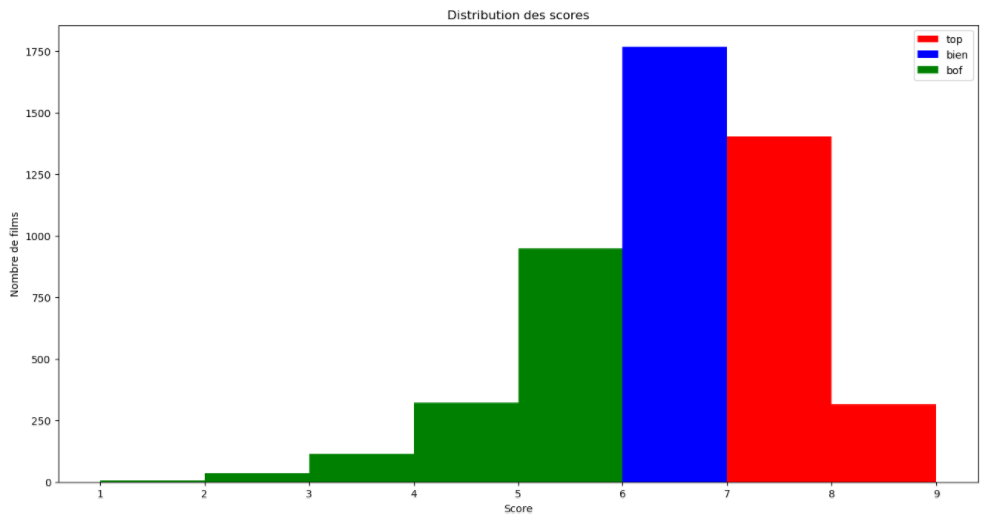 Distribution des scores
top
bien
bof
Nombre de films
1750
1500
1250
1000
750
500
250
0
1 2 3 4 5 6 7 8 9
Score